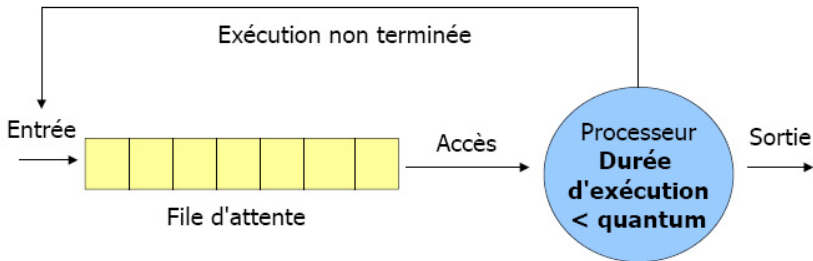 Exécution non terminée
Entrée
File d'attente
Accès
Processeur
Durée
d'exécution
< quantum
Sortie